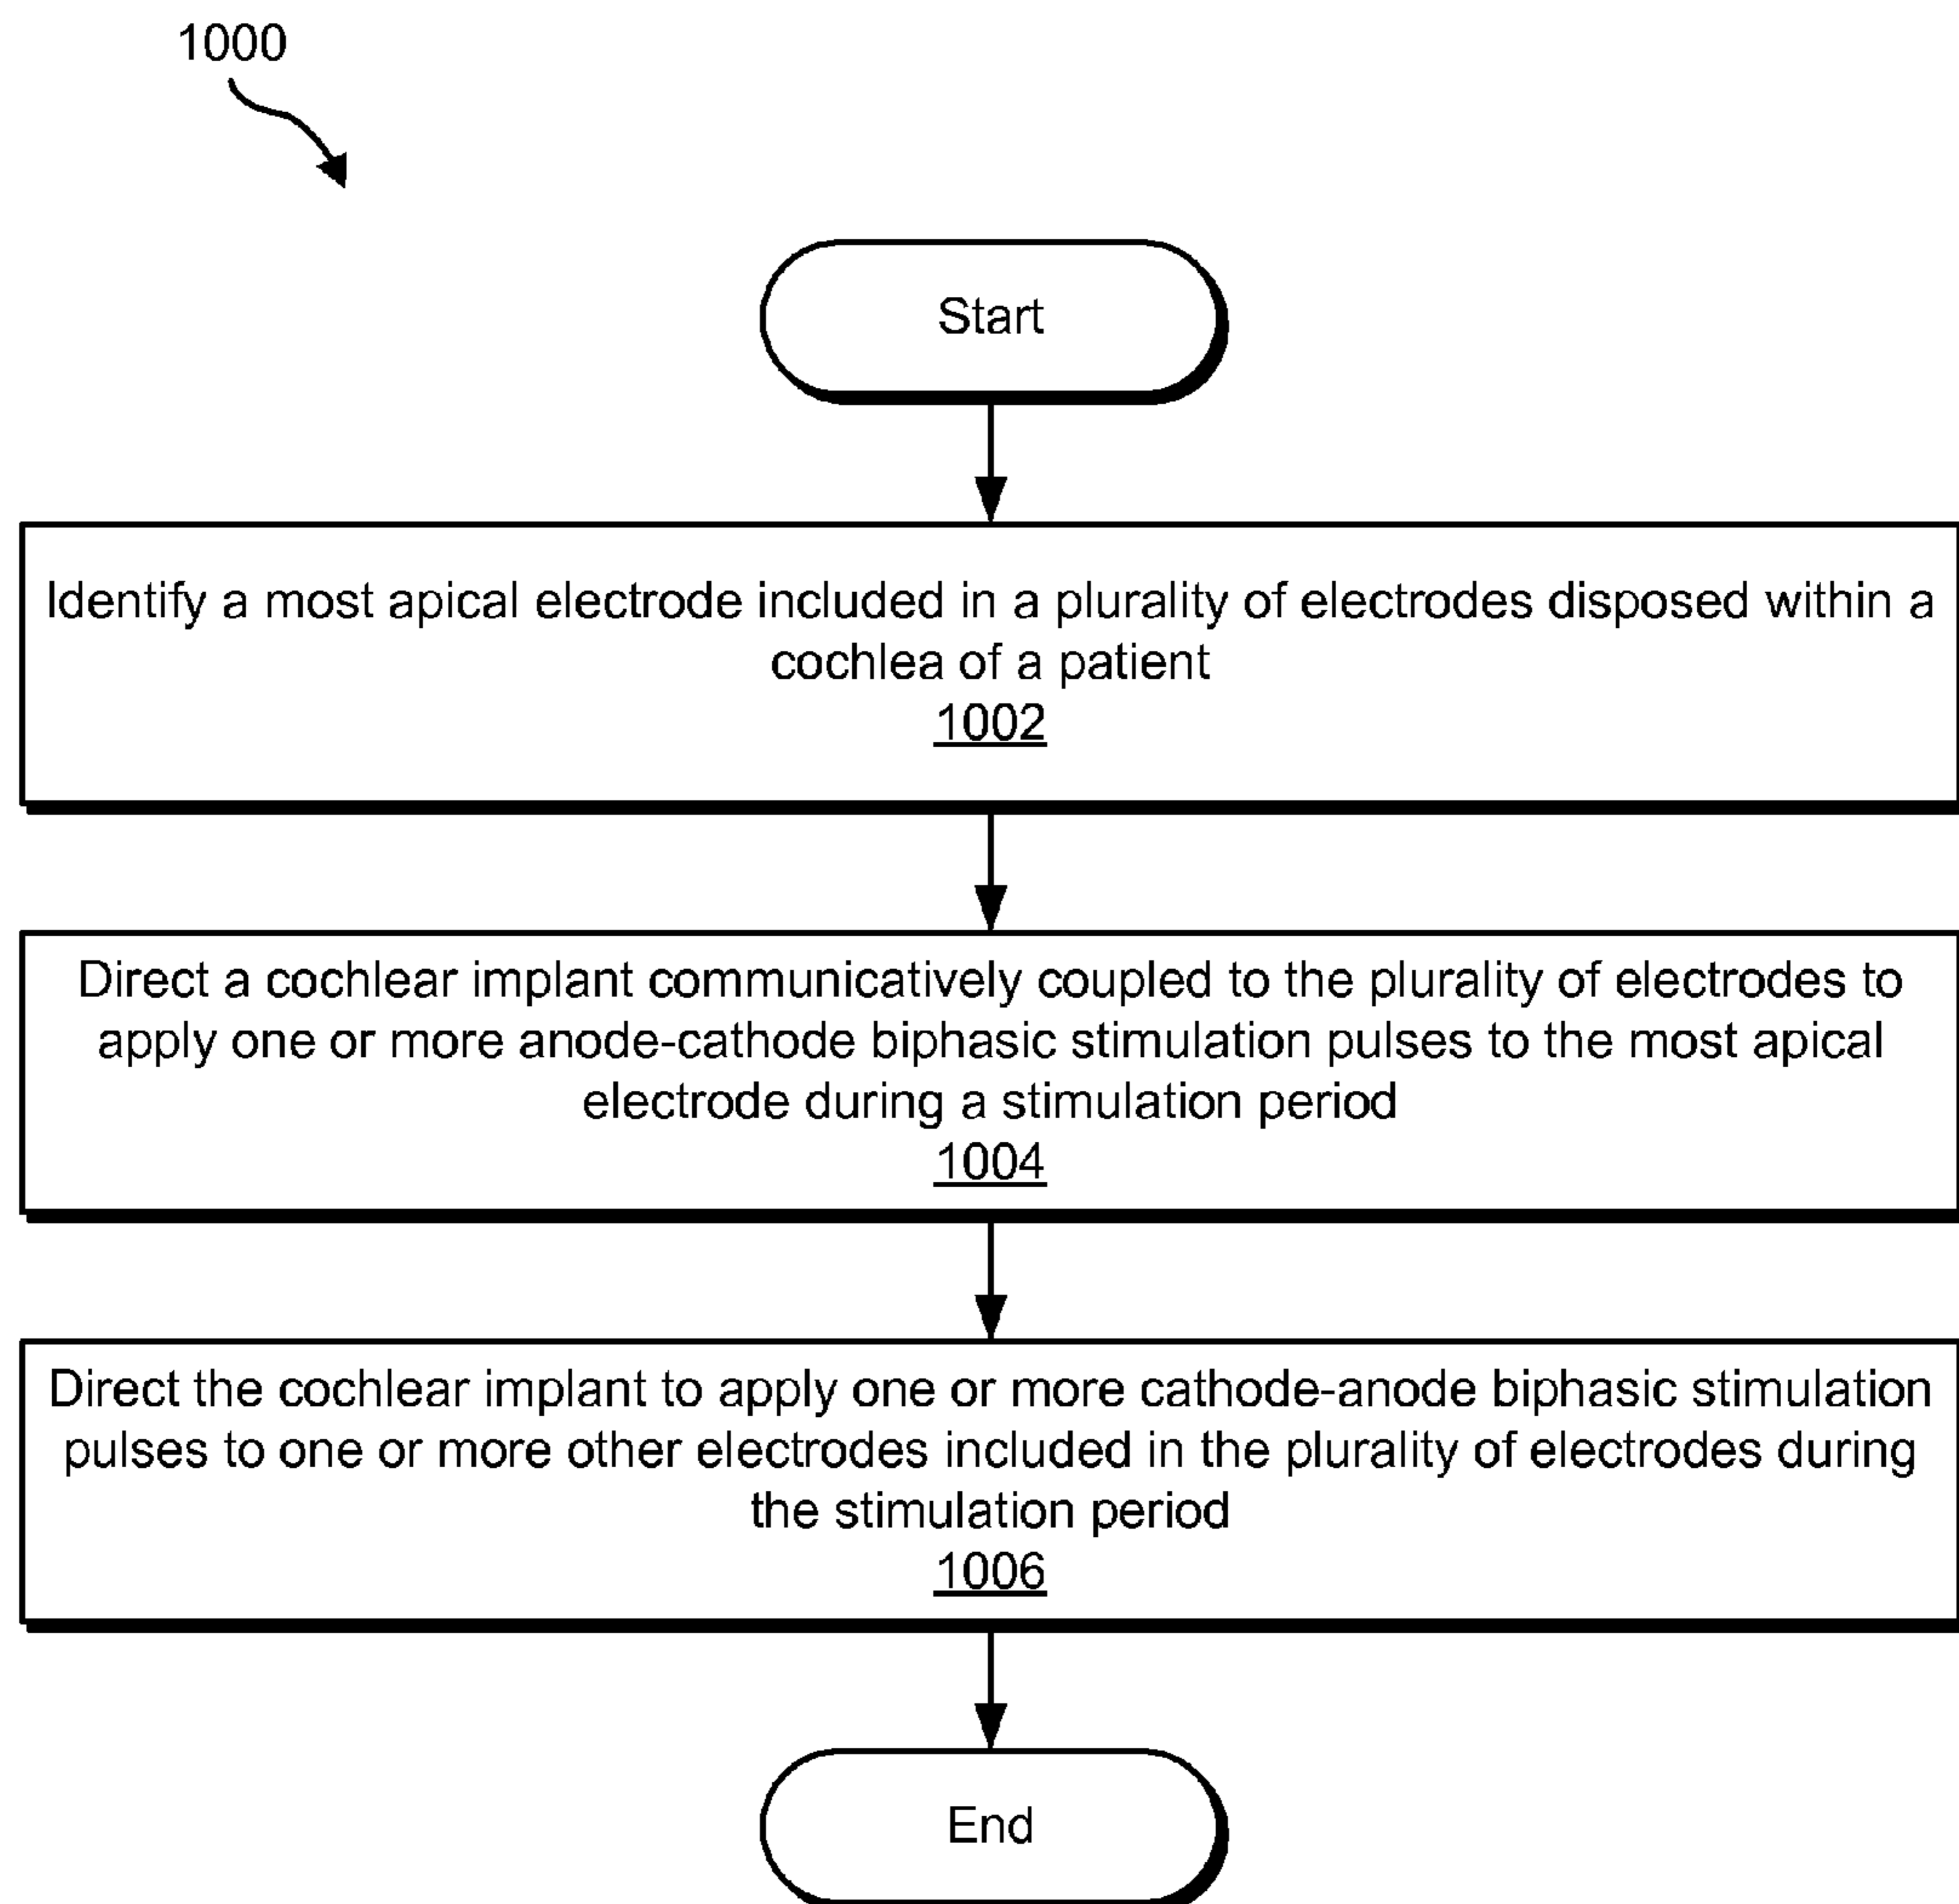 1000
Start
Identify a most apical electrode included in a plurality of electrodes disposed within a
cochlea of a patient
1002
Direct a cochlear implant communicatively coupled to the plurality of electrodes to
apply one or more anode-cathode biphasic stimulation pulses to the most apical
electrode during a stimulation period
1004
Direct the cochlear implant to apply one or more cathode-anode biphasic stimulation
pulses to one or more other electrodes included in the plurality of electrodes during
the stimulation period
1006
End